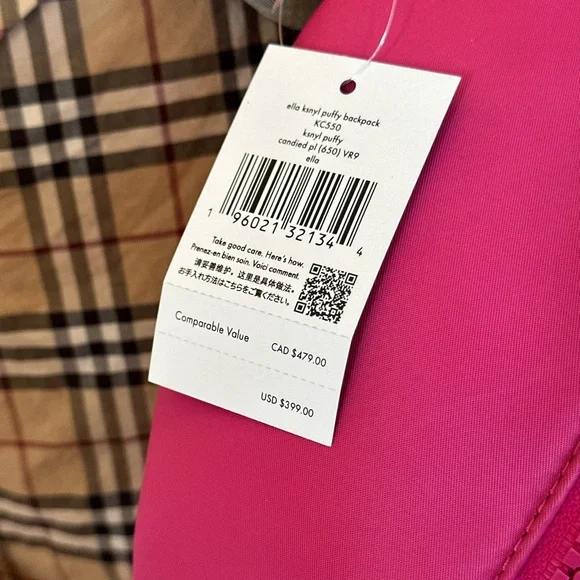 ella ksnyl puffy backpack
KC550
ksnyl puffy
candied pl (650) VR9
ella
1 96021 32134 4
Take good care. Here's how.
Prenez-en bien soin. Voici comment.
请妥善维护。这里是具体做法。
お手入れ方法はこちらをご覧ください。
Comparable Value CAD $479.00
USD $399.00